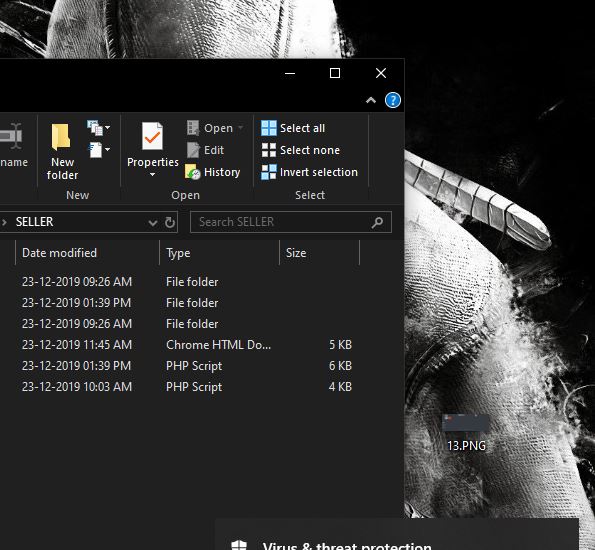 ?
name
New
folder
Properties
Open
Edit
History
Select all
Select none
Invert selection
New
Open
Select
SELLER
Search SELLER
Date modified Type Size
23-12-2019 09:26 AM File folder
23-12-2019 01:39 PM File folder
23-12-2019 09:26 AM File folder
23-12-2019 11:45 AM Chrome HTML Do... 5 KB
23-12-2019 01:39 PM PHP Script 6 KB
23-12-2019 10:03 AM PHP Script 4 KB
13.PNG
Virus & threat protection